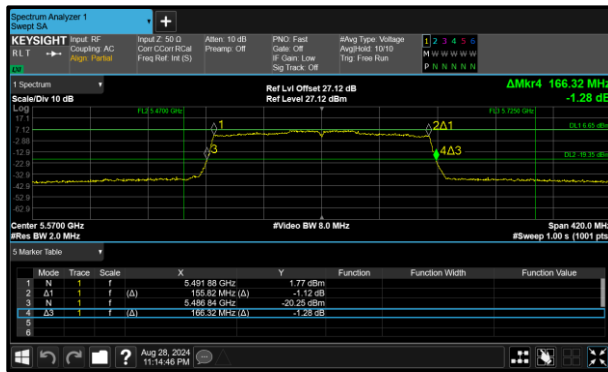 Spectrum Analyzer 1
Swept SA
+
KEYSIGHT Input: RF Input Z: 50 Ω Atten: 10 dB PNO: Fast #Avg Type: Voltage 1 2 3 4 5 6
RLT Coupling: AC Corr CCorr RCal Preamp: Off Gate: Off Avg|Hold: 10/10 M W W W W W
Align: Partial Freq Ref: Int (S) IF Gain: Low Trig: Free Run P N N N N N
Sig Track: Off
1 Spectrum Ref Lvl Offset 27.12 dB ΔMkr4 166.32 MHz
Scale/Div 10 dB Ref Level 27.12 dBm -1.28 dB
Log FL2 5.4700 GHz FL3 5.7250 GHz
17.1
7.12 1 2Δ1 DL1 6.65 dBm
-2.88
-12.9 3 4Δ3 DL2 -19.35 dBm
-22.9
-32.9
-42.9
-52.9
-62.9
Center 5.5700 GHz #Video BW 8.0 MHz Span 420.0 MHz
#Res BW 2.0 MHz #Sweep 1.00 s (1001 pts
5 Marker Table
Mode Trace Scale X Y Function Function Width Function Value
1 N 1 f 5.491 88 GHz 1.77 dBm
2 Δ1 1 f (Δ) 155.82 MHz (Δ) -1.12 dB
3 N 1 f 5.486 84 GHz -20.25 dBm
4 Δ3 1 f (Δ) 166.32 MHz (Δ) -1.28 dB
5
6
? Aug 28, 2024
11:14:46 PM